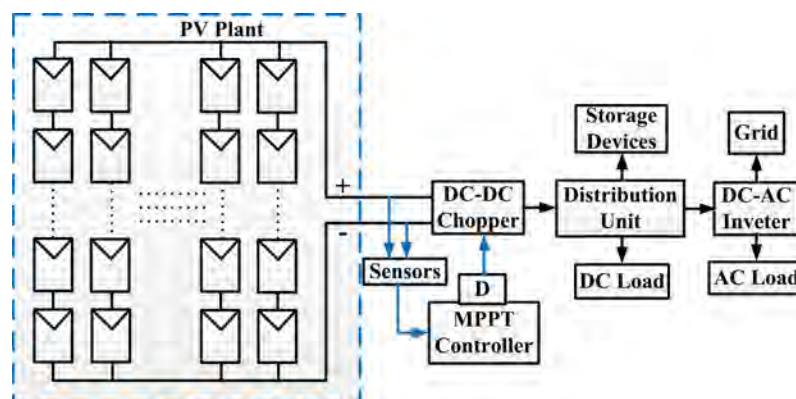 PV Plant
+
-
Storage
Devices
Grid
DC-DC
Chopper
Distribution
Unit
DC-AC
Inveter
Sensors
DC Load
AC Load
D
MPPT
Controller